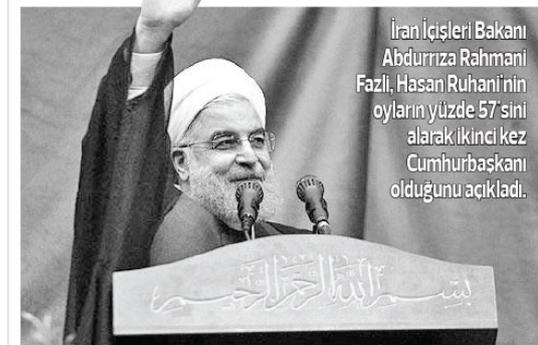 İran İçişleri Bakanı
Abdurrıza Rahmani
Fazli, Hasan Ruhani'nin
oyların yüzde 57'sini
alarak ikinci kez
Cumhurbaşkanı
olduğunu açıkladı.
بسم الله الرحمن الرحيم